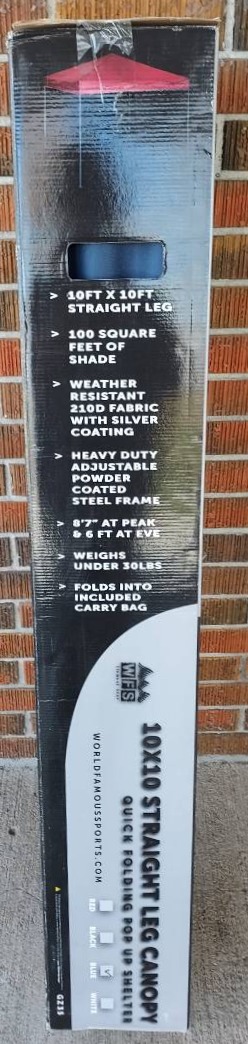 > 10FT X 10FT
STRAIGHT LEG
> 100 SQUARE
FEET OF
SHADE
> WEATHER
RESISTANT
210D FABRIC
WITH SILVER
COATING
> HEAVY DUTY
ADJUSTABLE
POWDER
COATED
STEEL FRAME
> 8'7" AT PEAK
& 6 FT AT EVE
> WEIGHS
UNDER 30LBS
> FOLDS INTO
INCLUDED
CARRY BAG
WFS
10X10 STRAIGHT LEG CANOPY
QUICK FOLDING POP UP SHELTER
WORLDFAMOUSSPORTS.COM
RED
BLACK
BLUE
WHITE
GZ35